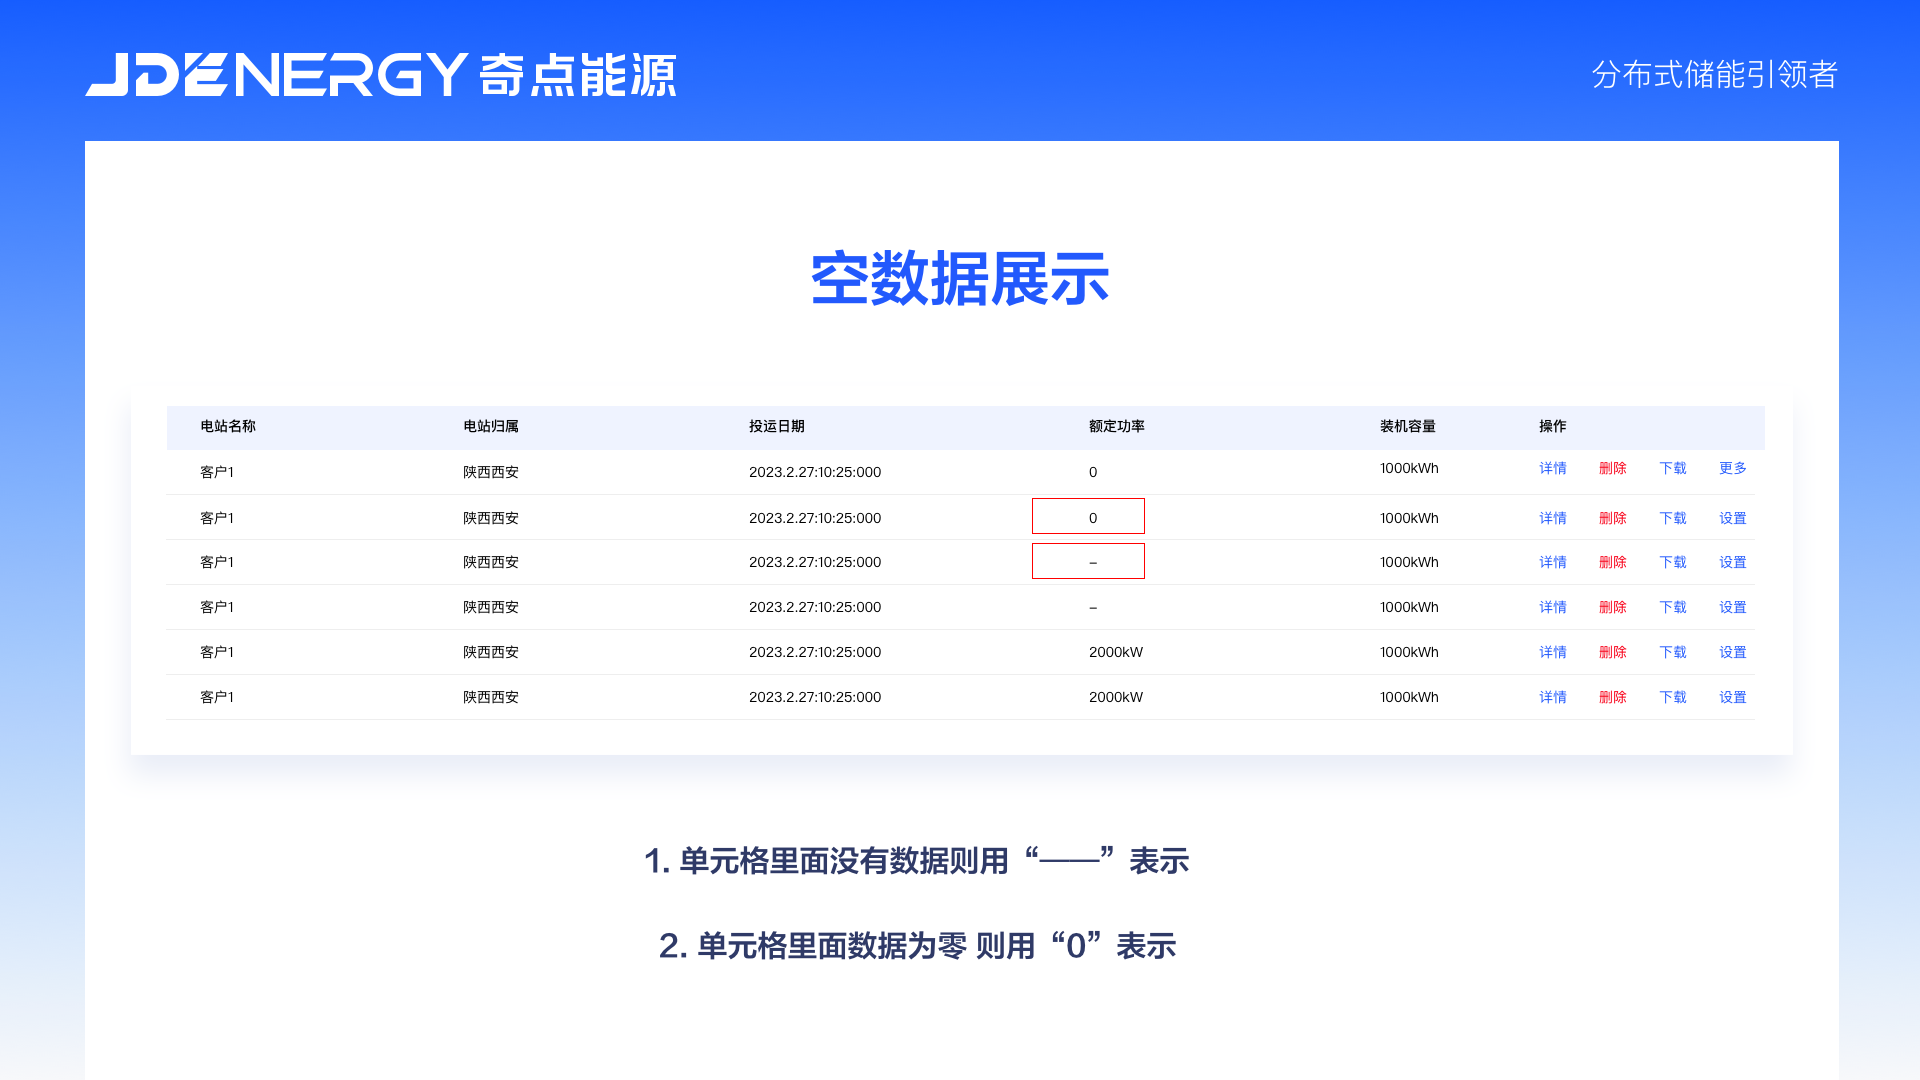 JDENERGY 奇点能源
分布式储能引领者
空数据展示
电站名称 电站归属 投运日期 额定功率 装机容量 操作
客户1 陕西西安 2023.2.27:10:25:000 0 1000kWh 详情 删除 下载 更多
客户1 陕西西安 2023.2.27:10:25:000 0 1000kWh 详情 删除 下载 设置
客户1 陕西西安 2023.2.27:10:25:000 – 1000kWh 详情 删除 下载 设置
客户1 陕西西安 2023.2.27:10:25:000 – 1000kWh 详情 删除 下载 设置
客户1 陕西西安 2023.2.27:10:25:000 2000kW 1000kWh 详情 删除 下载 设置
客户1 陕西西安 2023.2.27:10:25:000 2000kW 1000kWh 详情 删除 下载 设置
1. 单元格里面没有数据则用“——”表示
2. 单元格里面数据为零 则用“0”表示